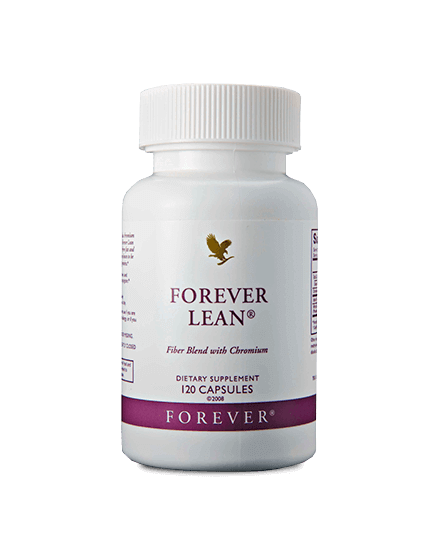 FOREVER
LEAN®
Fiber Blend with Chromium
DIETARY SUPPLEMENT
120 CAPSULES
©2008
FOREVER®